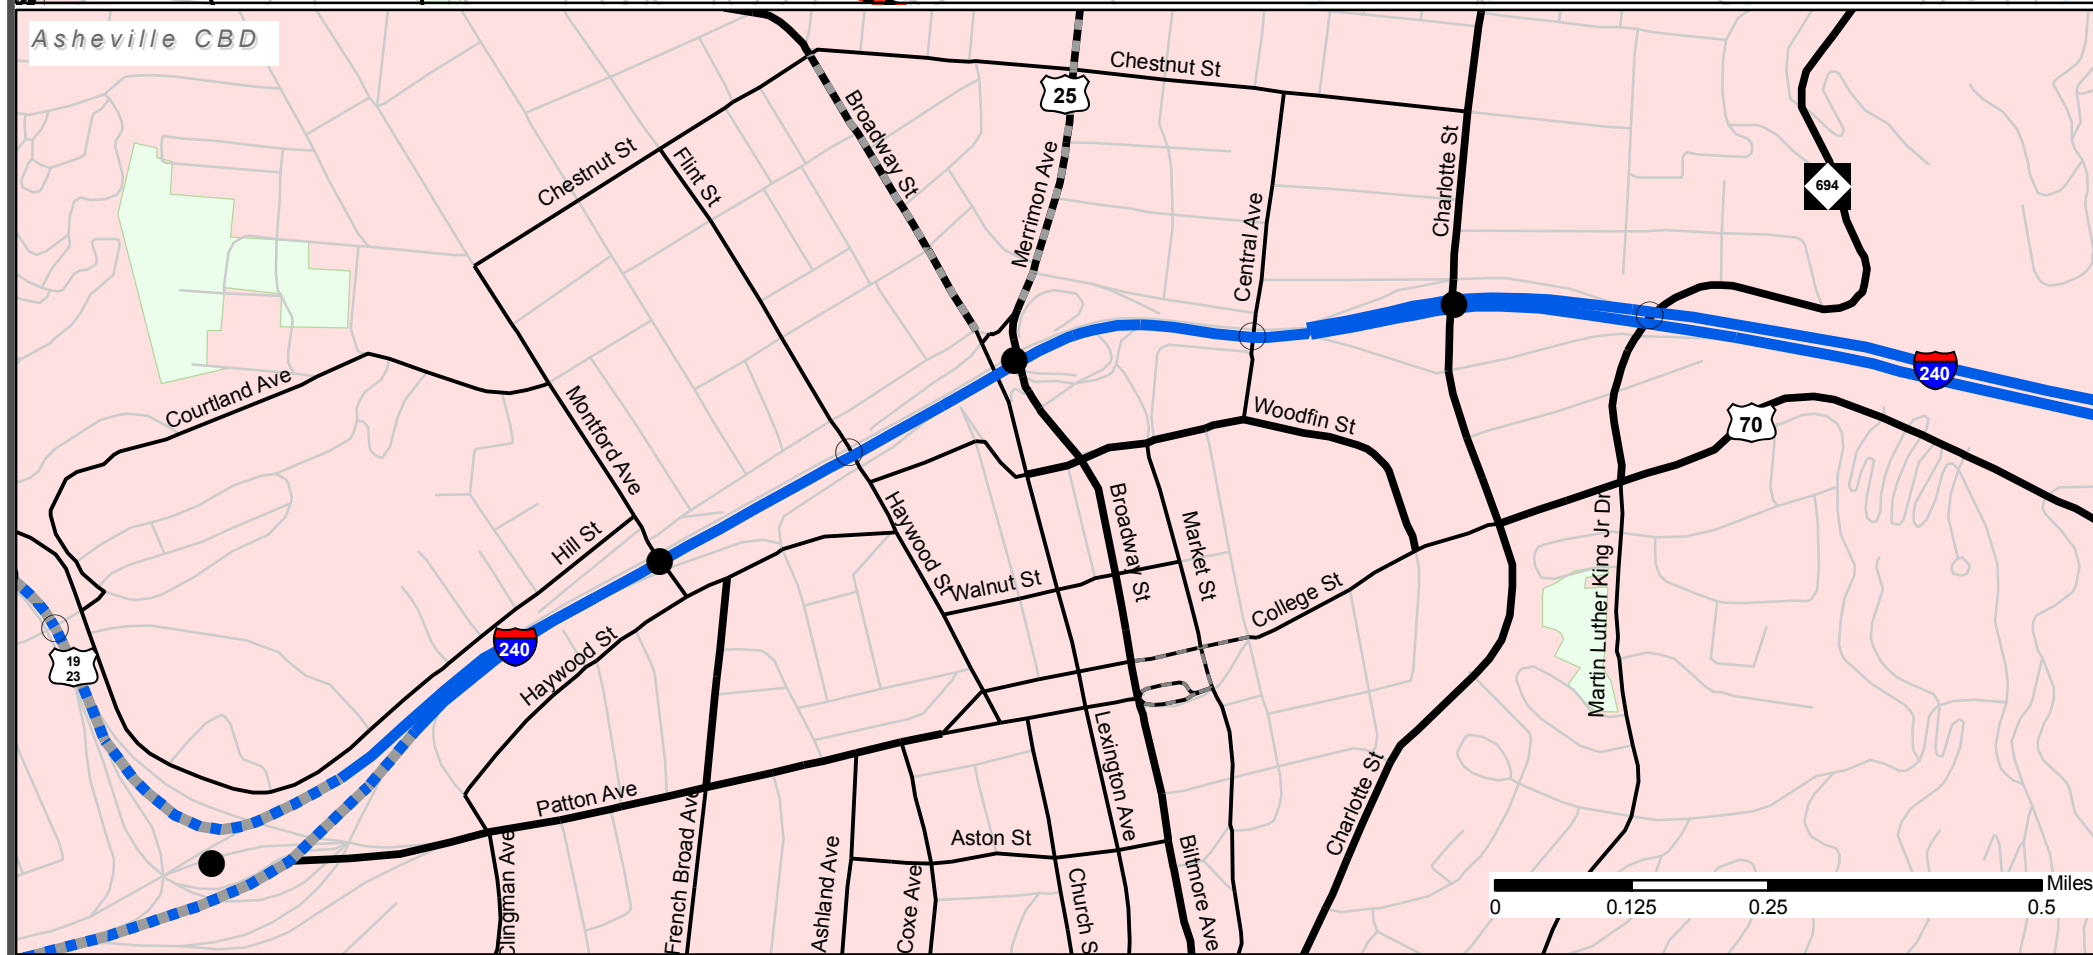 Asheville CBD
Chestnut St
25
Broadway St
Merrimon Ave
Charlotte St
Chestnut St
Flint St
694
Central Ave
240
Courtland Ave
Montford Ave
Woodfin St
70
Hill St
Haywood St
Broadway St
Market St
Martin Luther King Jr Dr
Walnut St
College St
240
19
23
Haywood St
Lexington Ave
Patton Ave
Charlotte St
French Broad Ave
Clingman Ave
Ashland Ave
Coxe Ave
Aston St
Church S
Biltmore Ave
Miles
0 0.125 0.25 0.5